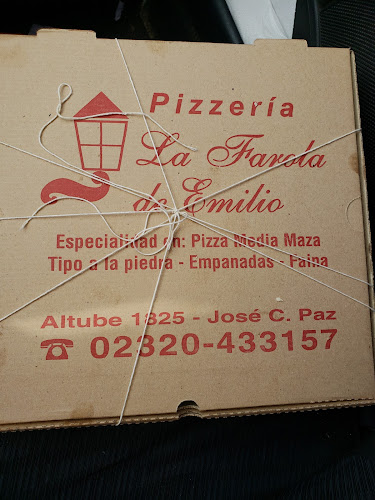 Pizzería
La Farola
de Emilio
Especialidad en: Pizza Media Maza
Tipo a la piedra - Empanadas - Faina
Altube 1825 - José C. Paz
☎ 02320-433157